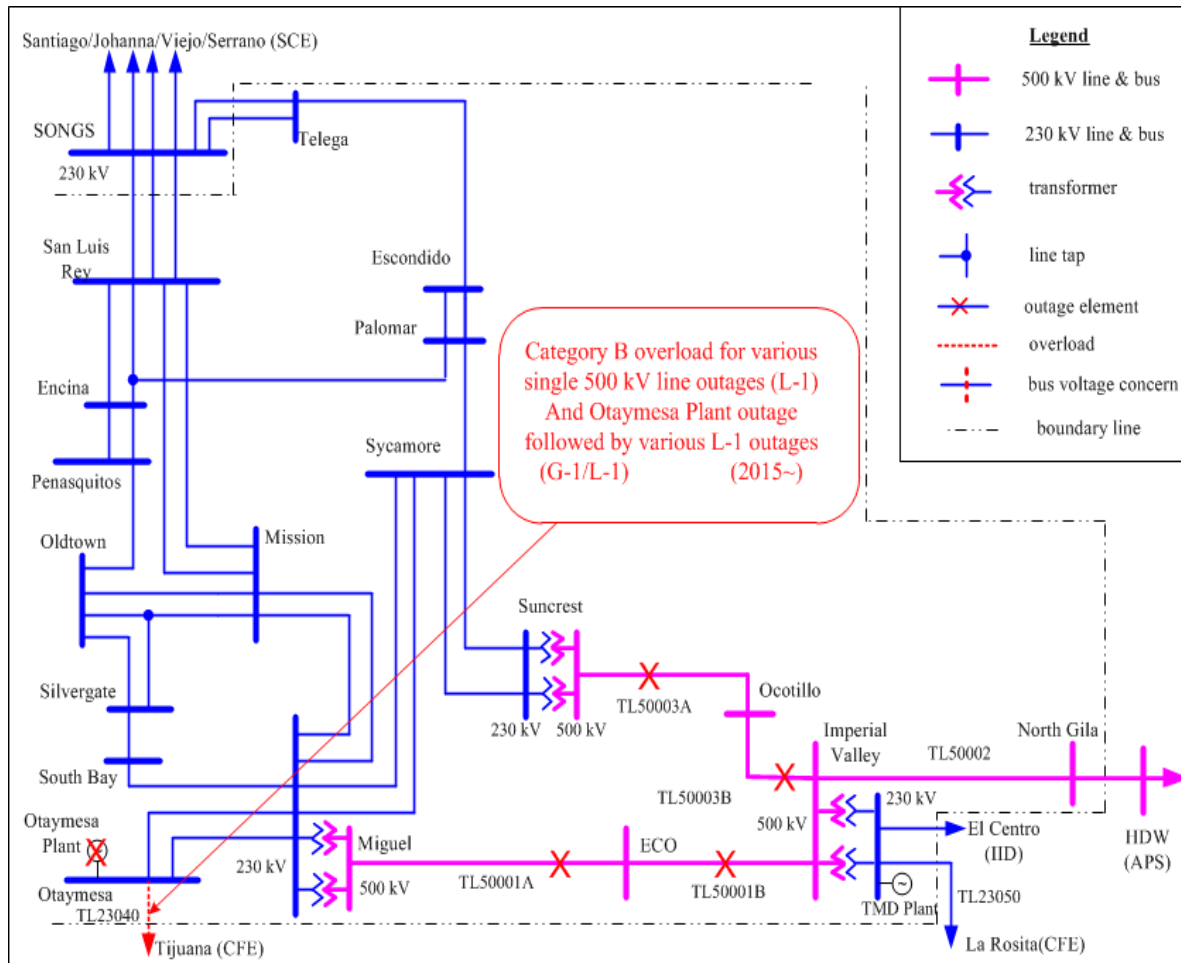 Santiago/Johanna/Viejo/Serrano (SCE)
SONGS
230 kV
Telega
San Luis
Rey
Escondido
Palomar
Encina
Penasquitos
Sycamore
Oldtown
Mission
Silvergate
South Bay
Otaymesa
Plant
Otaymesa
TL23040
Tijuana (CFE)
230 kV
Miguel
500 kV
TL50001A
ECO
TL50001B
Suncrest
230 kV
500 kV
TL50003A
Ocotillo
TL50003B
Imperial
Valley
500 kV
TL50002
North Gila
230 kV
El Centro
(IID)
HDW
(APS)
~
TMD Plant
TL23050
La Rosita(CFE)
Category B overload for various
single 500 kV line outages (L-1)
And Otaymesa Plant outage
followed by various L-1 outages
(G-1/L-1) (2015~)
Legend
500 kV line & bus
230 kV line & bus
transformer
line tap
outage element
overload
bus voltage concern
boundary line